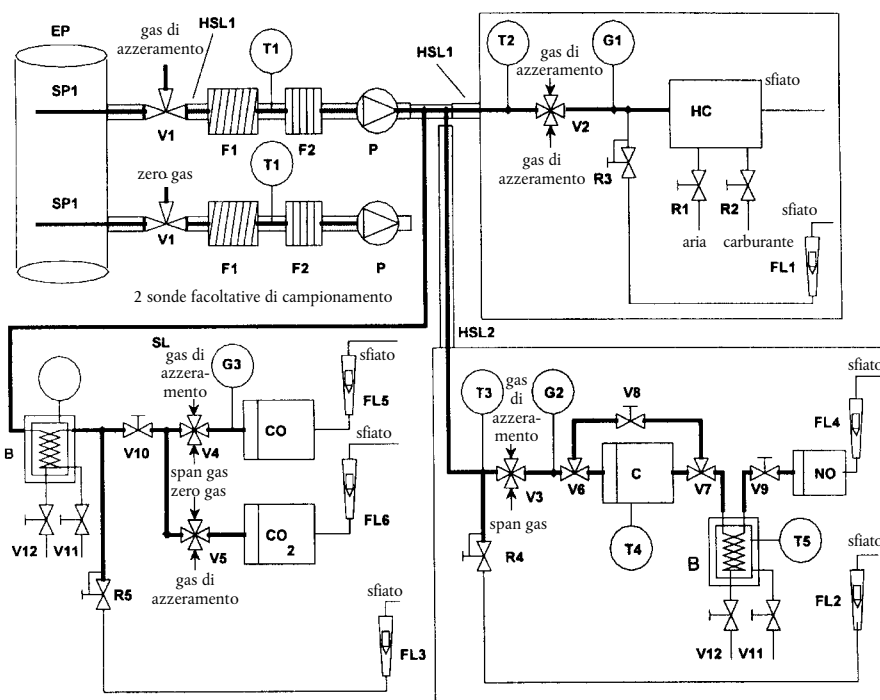 EP
gas di
azzeramento
HSL1
T1
SP1
V1
F1
F2
P
HSL1
zero gas
T1
SP1
V1
F1
F2
P
2 sonde facoltative di campionamento
T2
gas di
azzeramento
G1
V2
gas di
azzeramento
HC
sfiato
R3
R1
R2
aria
carburante
sfiato
FL1
HSL2
SL
gas di
azzera-
mento
G3
sfiato
FL5
CO
B
V10
V4
span gas
zero gas
sfiato
FL6
CO
2
V5
gas di
azzeramento
V12
V11
R5
sfiato
FL3
T3
gas
di
azzera-
mento
G2
V8
sfiato
FL4
V3
V6
C
V7
V9
NO
span gas
R4
T4
B
T5
sfiato
FL2
V12
V11